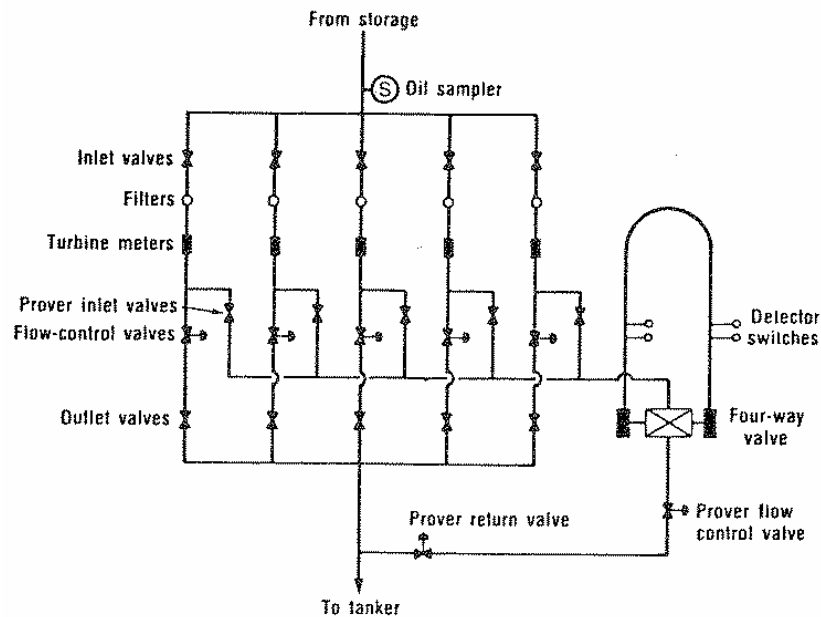 From storage
S
Oil sampler
Inlet valves
Filters
Turbine meters
Prover inlet valves
Flow-control valves
Outlet valves
Detector
switches
Four-way
valve
Prover return valve
Prover flow
control valve
To tanker